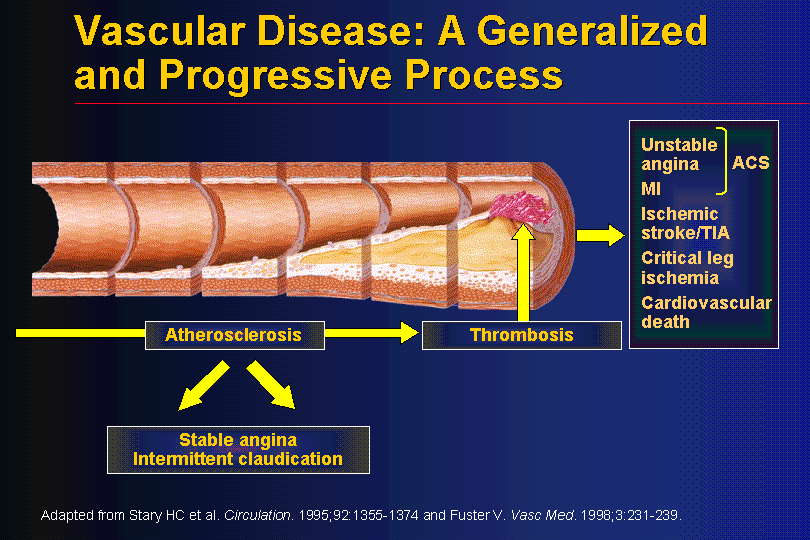 Vascular Disease: A Generalized
and Progressive Process
Unstable
angina
ACS
MI
Ischemic
stroke/TIA
Critical leg
ischemia
Cardiovascular
death
Atherosclerosis
Thrombosis
Stable angina
Intermittent claudication
Adapted from Stary HC et al. Circulation. 1995;92:1355-1374 and Fuster V. Vasc Med. 1998;3:231-239.